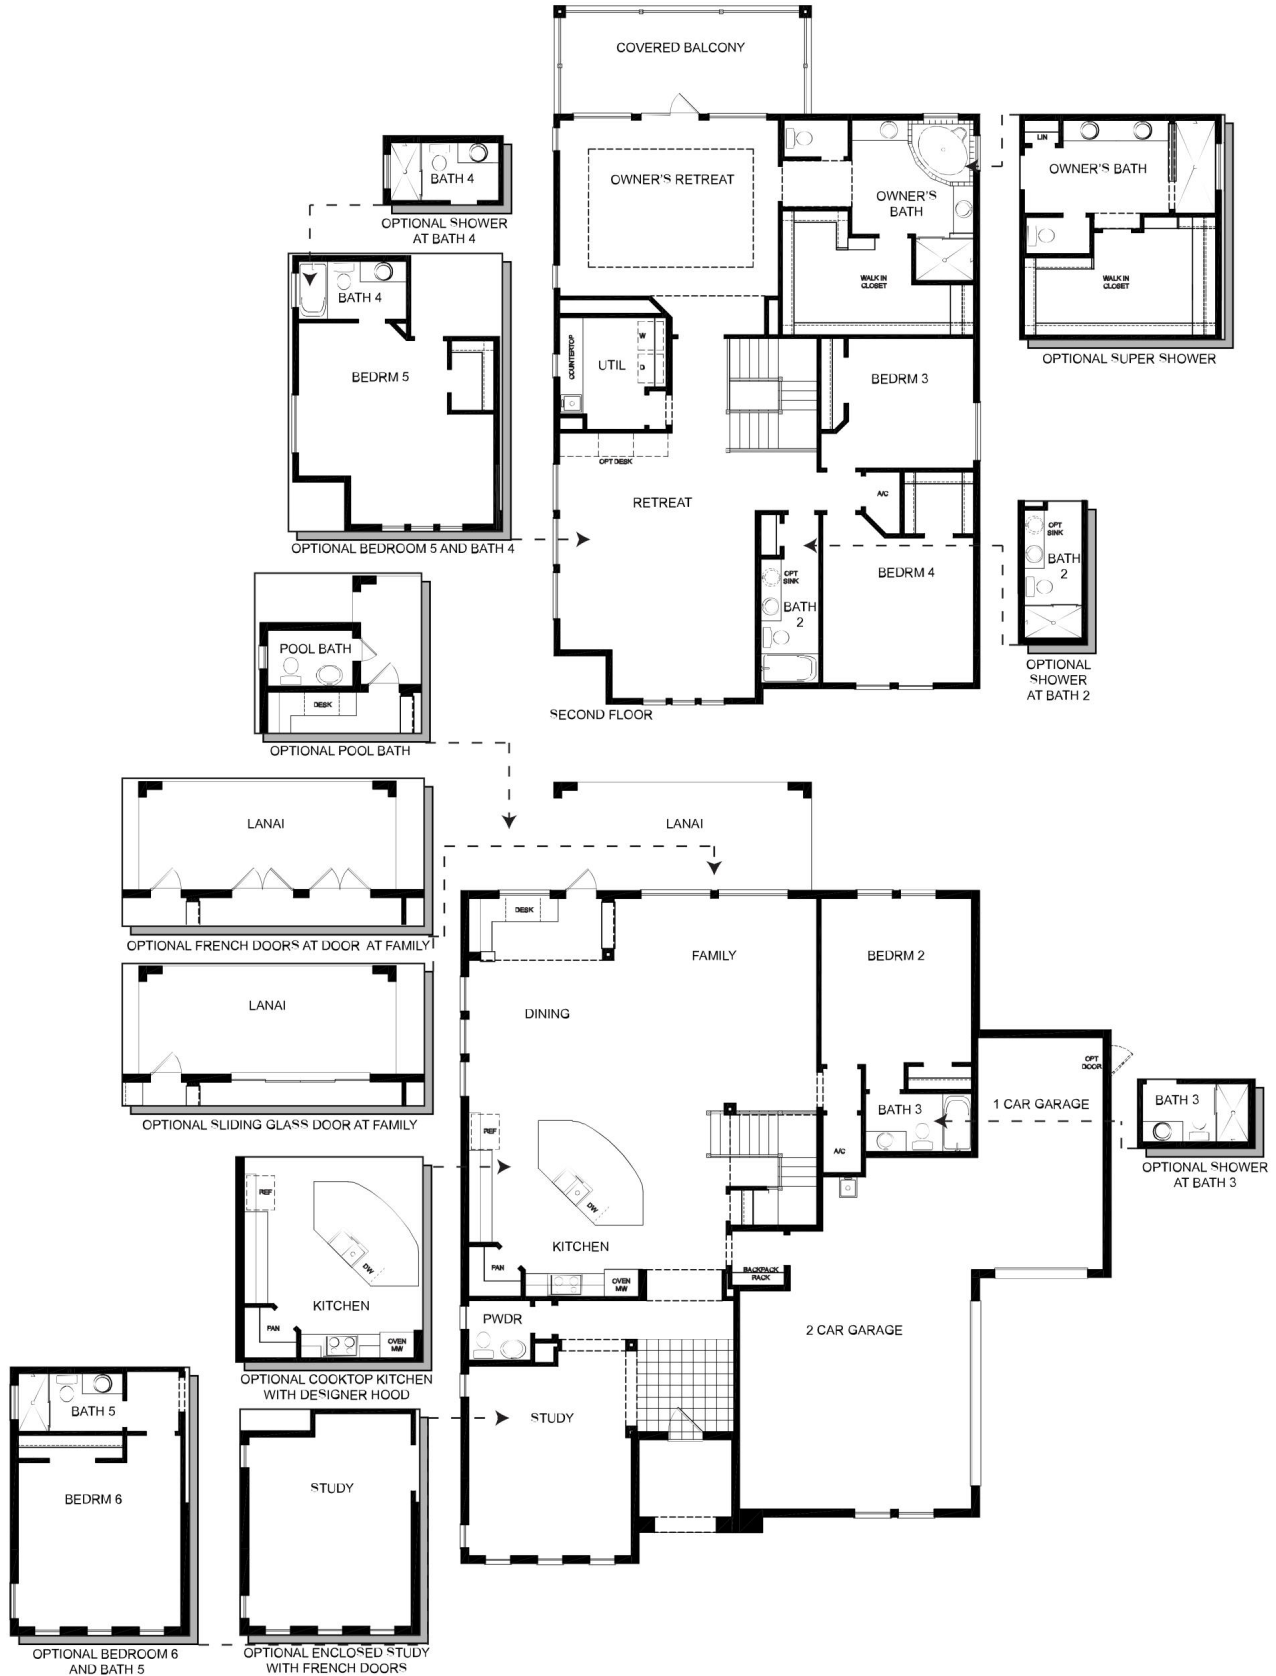 COVERED BALCONY
OWNER'S RETREAT
OWNER'S
BATH
WALK IN
CLOSET
LIN
OWNER'S BATH
WALK IN
CLOSET
OPTIONAL SUPER SHOWER
BATH 4
OPTIONAL SHOWER
AT BATH 4
BATH 4
BEDRM 5
OPTIONAL BEDROOM 5 AND BATH 4
COUNTERTOP
UTIL
W
D
OPT DESK
RETREAT
BEDRM 3
A/C
BEDRM 4
OPT
SINK
BATH
2
OPT
SINK
BATH
2
OPTIONAL
SHOWER
AT BATH 2
SECOND FLOOR
POOL BATH
DESK
OPTIONAL POOL BATH
LANAI
OPTIONAL FRENCH DOORS AT DOOR AT FAMILY
LANAI
OPTIONAL SLIDING GLASS DOOR AT FAMILY
LANAI
DESK
FAMILY
DINING
BEDRM 2
OPT
DOOR
1 CAR GARAGE
BATH 3
A/C
BATH 3
OPTIONAL SHOWER
AT BATH 3
REF
DW
KITCHEN
PAN
OVEN
MW
BACKPACK
RACK
2 CAR GARAGE
PWDR
STUDY
REF
DW
KITCHEN
PAN
OVEN
MW
OPTIONAL COOKTOP KITCHEN
WITH DESIGNER HOOD
BATH 5
BEDRM 6
OPTIONAL BEDROOM 6
AND BATH 5
STUDY
OPTIONAL ENCLOSED STUDY
WITH FRENCH DOORS